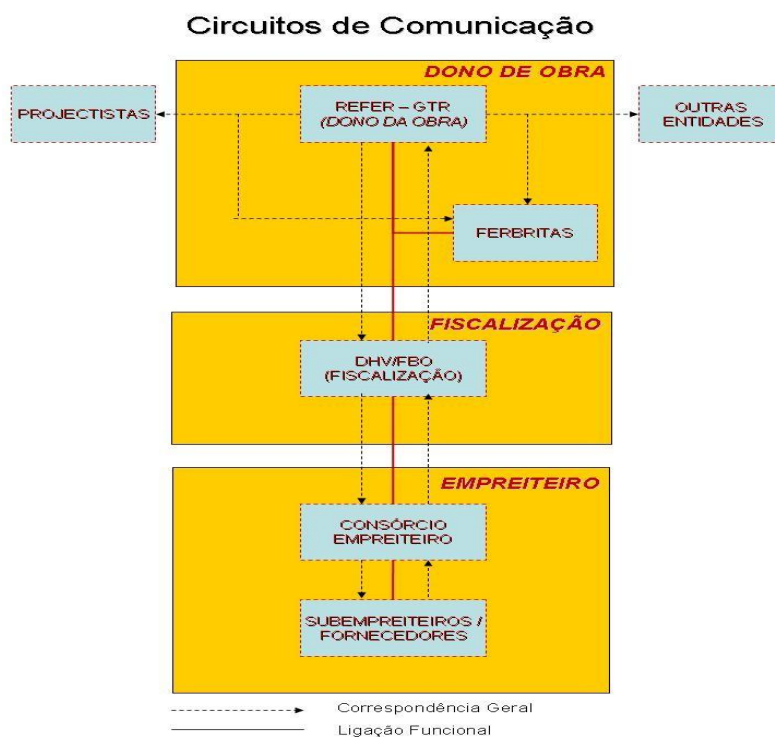 Circuitos de Comunicação
DONO DE OBRA
PROJECTISTAS
REFER – GTR
(DONO DA OBRA)
OUTRAS
ENTIDADES
FERBRITAS
FISCALIZAÇÃO
DHV/FBO
(FISCALIZAÇÃO)
EMPREITEIRO
CONSÓRCIO
EMPREITEIRO
SUBEMPREITEIROS /
FORNECEDORES
Correspondência Geral
Ligação Funcional